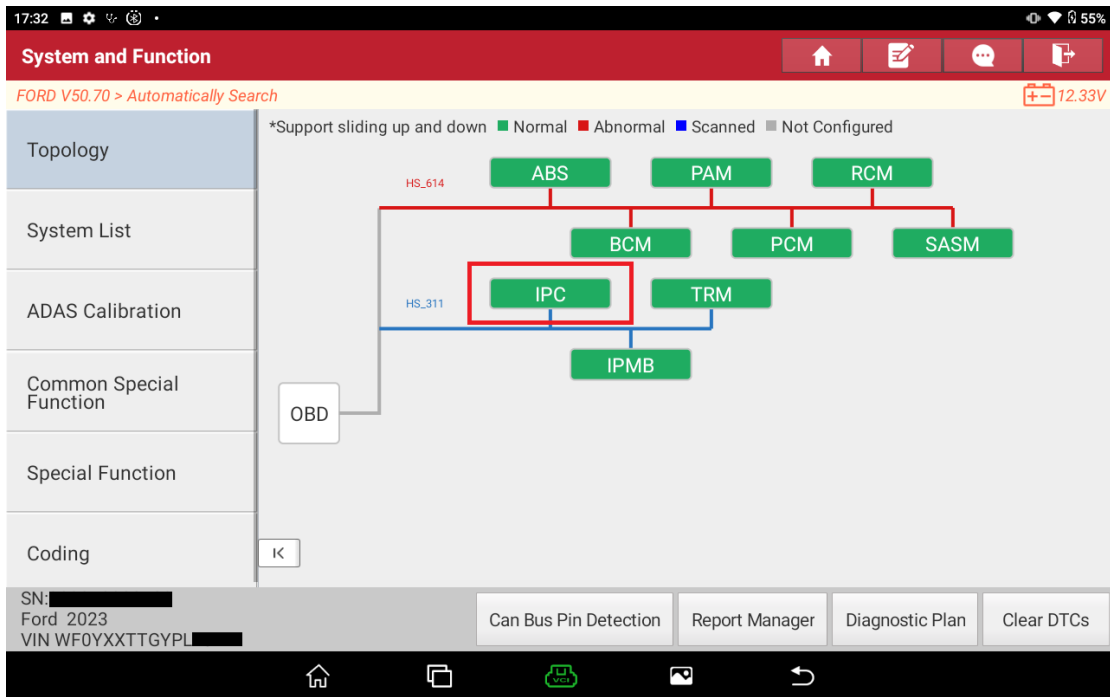 17:32
55%
System and Function
FORD V50.70 > Automatically Search
12.33V
Topology
System List
ADAS Calibration
Common Special
Function
Special Function
Coding
*Support sliding up and down Normal Abnormal Scanned Not Configured
HS_614
ABS PAM RCM
BCM PCM SASM
HS_311
IPC TRM
IPMB
OBD
SN:
Ford 2023
VIN WF0YXXTTGYPL
Can Bus Pin Detection Report Manager Diagnostic Plan Clear DTCs
VCI